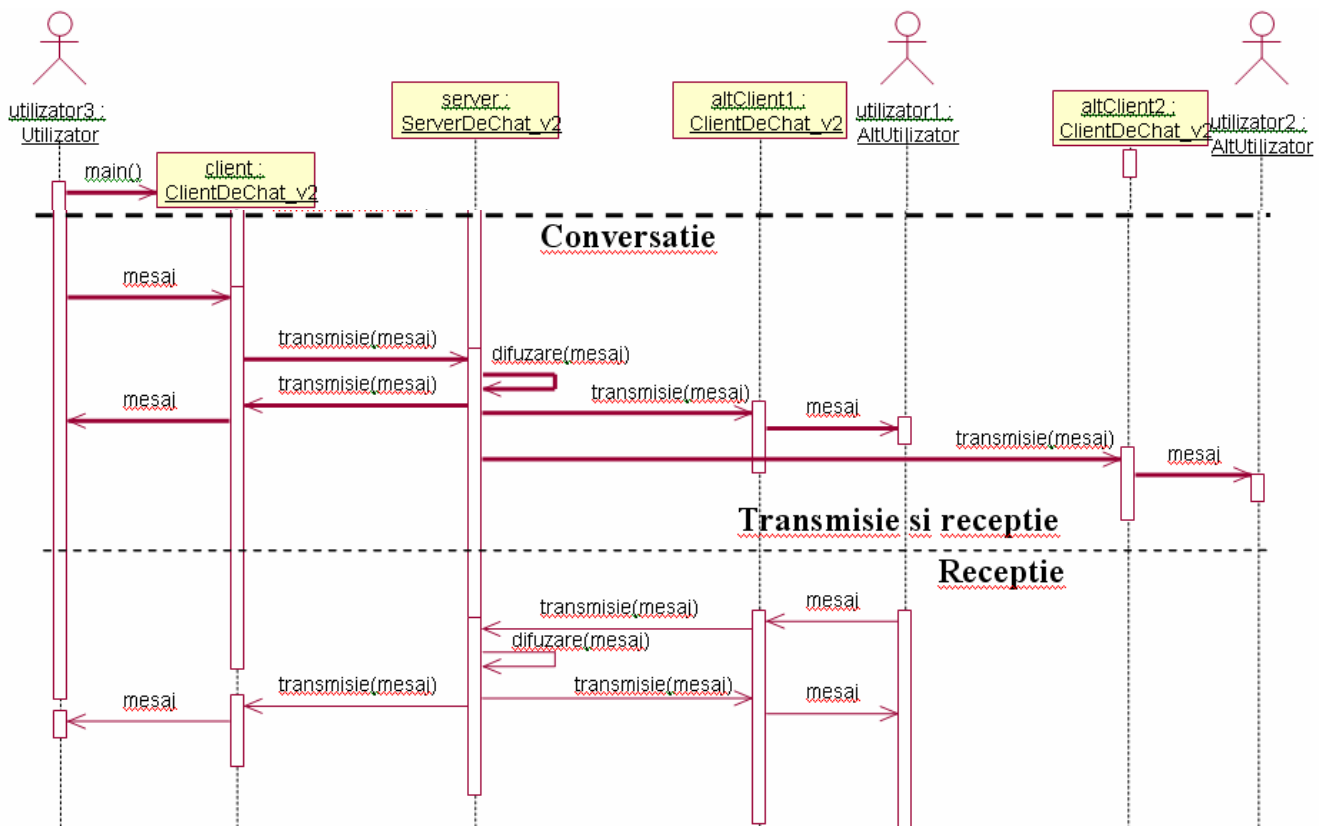 utilizator3 :
Utilizator
server :
ServerDeChat_v2
altClient1 :
ClientDeChat_v2
utilizator1 :
AltUtilizator
altClient2 :
ClientDeChat_v2
utilizator2 :
AltUtilizator
main()
client :
ClientDeChat_v2
Conversatie
mesaj
transmisie(mesaj)
difuzare(mesaj)
transmisie(mesaj)
mesaj
transmisie(mesaj)
mesaj
transmisie(mesaj)
mesaj
Transmisie si receptie
Receptie
mesaj
transmisie(mesaj)
difuzare(mesaj)
transmisie(mesaj)
mesaj
transmisie(mesaj)
mesaj